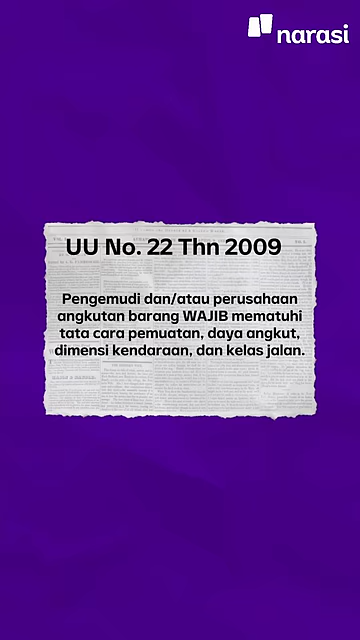 narasi
UU No. 22 Thn 2009
Pengemudi dan/atau perusahaan
angkutan barang WAJIB mematuhi
tata cara pemuatan, daya angkut,
dimensi kendaraan, dan kelas jalan.